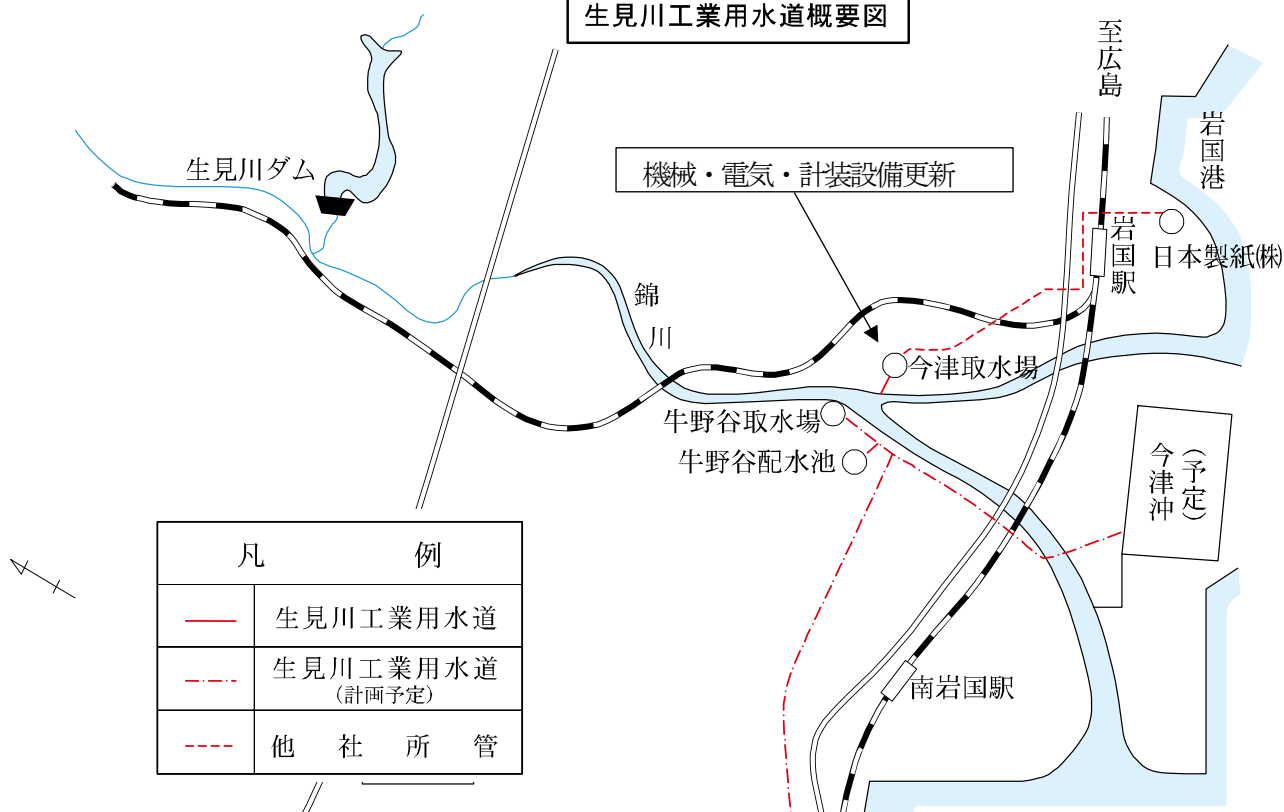 生見川工業用水道概要図
至広島
岩国港
生見川ダム
機械・電気・計装設備更新
岩国駅
日本製紙㈱
錦川
今津取水場
牛野谷取水場
牛野谷配水池
(予定)
今津沖
凡 例
生見川工業用水道
生見川工業用水道
(計画予定)
他 社 所 管
南岩国駅